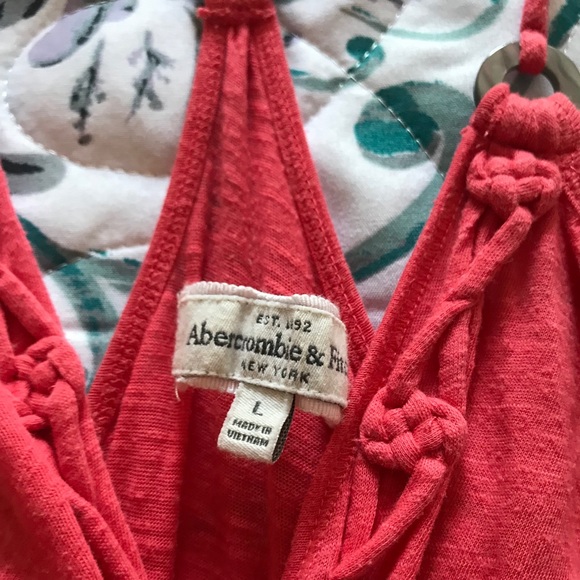 EST. 1892
Abercrombie & Fit
NEW YORK
L
MADE IN
VIETNAM